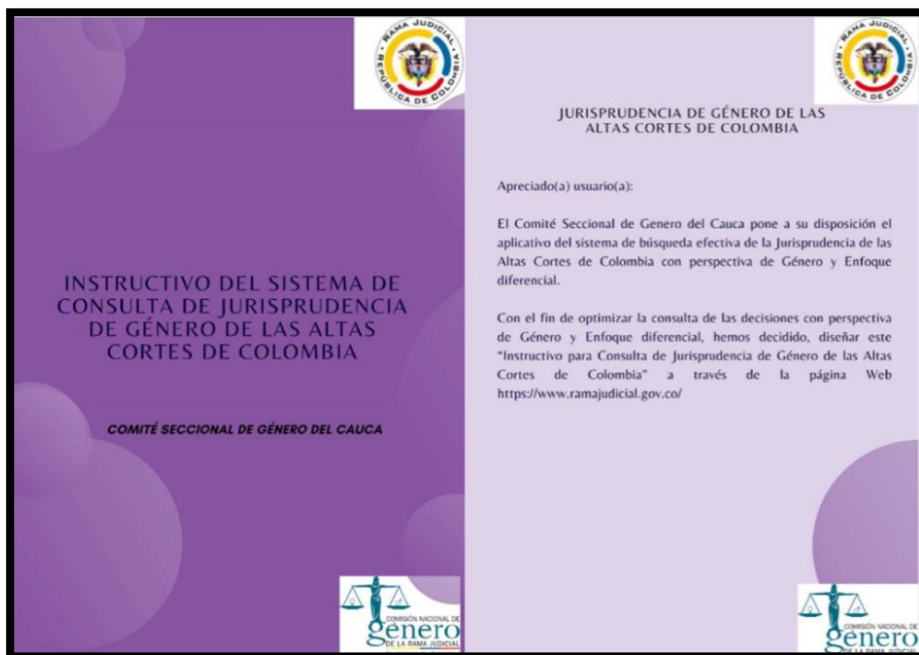 RAMA JUDICIAL
REPÚBLICA DE COLOMBIA
INSTRUCTIVO DEL SISTEMA DE
CONSULTA DE JURISPRUDENCIA
DE GÉNERO DE LAS ALTAS
CORTES DE COLOMBIA
COMITÉ SECCIONAL DE GÉNERO DEL CAUCA
COMISIÓN NACIONAL DE
género
DE LA RAMA JUDICIAL
RAMA JUDICIAL
REPÚBLICA DE COLOMBIA
JURISPRUDENCIA DE GÉNERO DE LAS
ALTAS CORTES DE COLOMBIA
Apreciado(a) usuario(a):
El Comité Seccional de Genero del Cauca pone a su disposición el
aplicativo del sistema de búsqueda efectiva de la Jurisprudencia de las
Altas Cortes de Colombia con perspectiva de Género y Enfoque
diferencial.
Con el fin de optimizar la consulta de las decisiones con perspectiva
de Género y Enfoque diferencial, hemos decidido, diseñar este
"Instructivo para Consulta de Jurisprudencia de Género de las Altas
Cortes de Colombia" a través de la página Web
https://www.ramajudicial.gov.co/
COMISIÓN NACIONAL DE
género
DE LA RAMA JUDICIAL